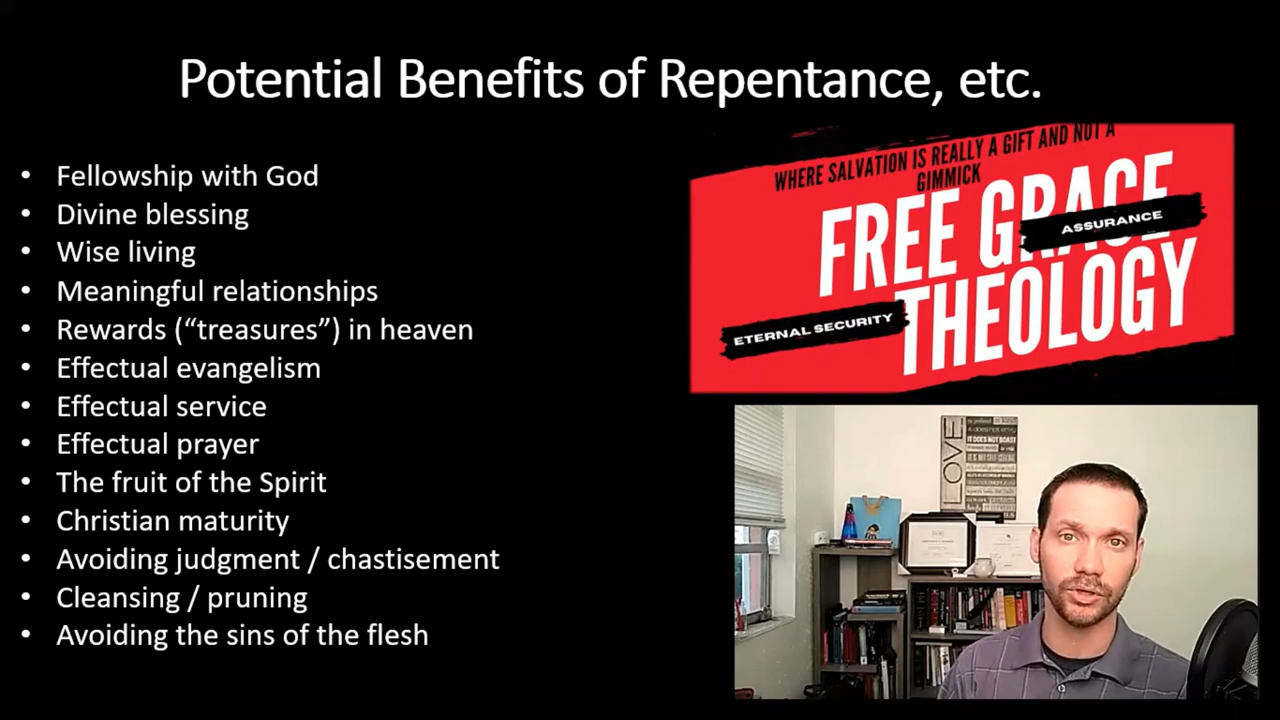 Potential Benefits of Repentance, etc.
• Fellowship with God
• Divine blessing
• Wise living
• Meaningful relationships
• Rewards (“treasures”) in heaven
• Effectual evangelism
• Effectual service
• Effectual prayer
• The fruit of the Spirit
• Christian maturity
• Avoiding judgment / chastisement
• Cleansing / pruning
• Avoiding the sins of the flesh
WHERE SALVATION IS REALLY A GIFT AND NOT A
GIMMICK
FREE GRACE
ASSURANCE
THEOLOGY
ETERNAL SECURITY
LOVE
IT DOES NOT BOAST